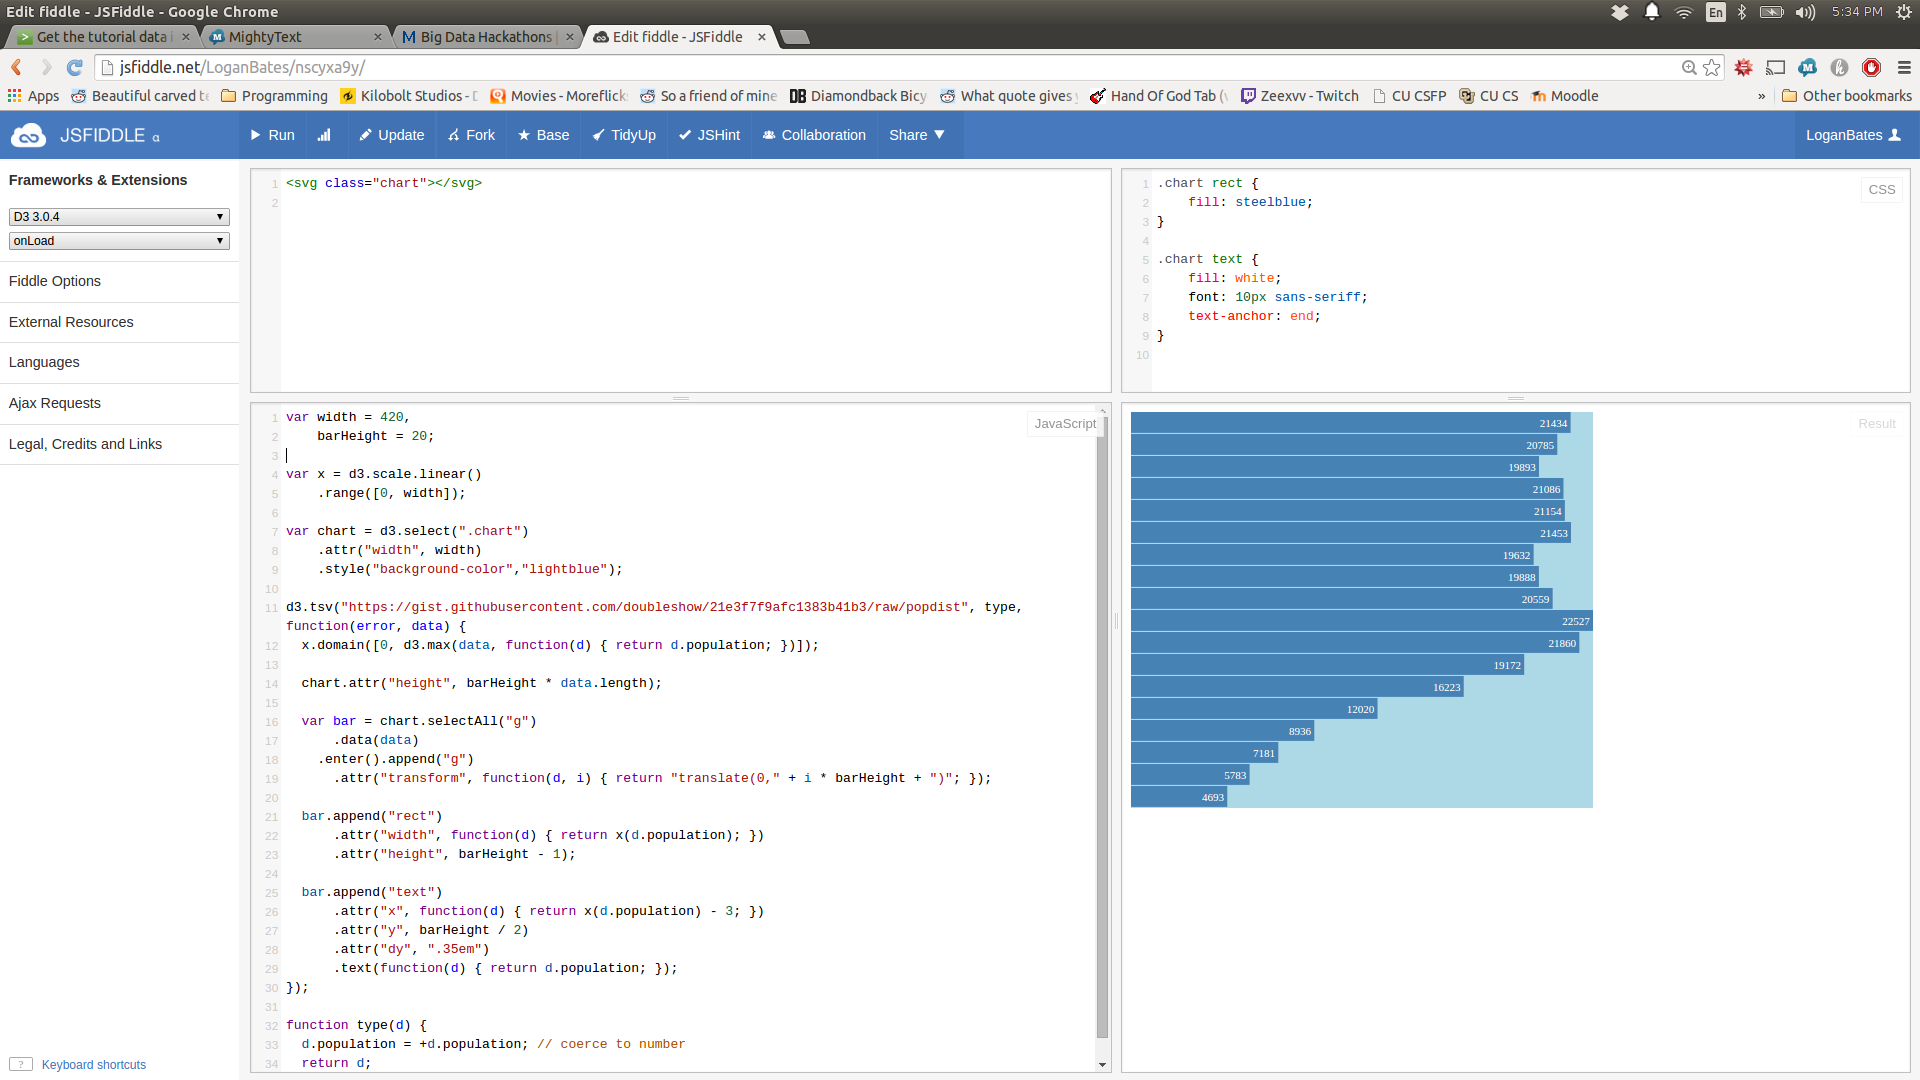 Edit fiddle - JSFiddle - Google Chrome
En
5:34 PM
Get the tutorial data i
MightyText
Big Data Hackathons |
Edit fiddle - JSFiddle
jsfiddle.net/LoganBates/nscyxa9y/
Apps
Beautiful carved t
Programming
Kilobolt Studios - D
Movies - Moreflick
So a friend of mine
DB Diamondback Bicy
What quote gives y
Hand Of God Tab (v
Zeexvv - Twitch
CU CSFP
CU CS
Moodle
»
Other bookmarks
JSFIDDLE α
Run
Update
Fork
Base
TidyUp
JSHint
Collaboration
Share
LoganBates
Frameworks & Extensions
D3 3.0.4
onLoad
Fiddle Options
External Resources
Languages
Ajax Requests
Legal, Credits and Links
? Keyboard shortcuts
1 <svg class="chart"></svg>
2
CSS
1 .chart rect {
2     fill: steelblue;
3 }
4
5 .chart text {
6     fill: white;
7     font: 10px sans-seriff;
8     text-anchor: end;
9 }
10
JavaScript
1 var width = 420,
2     barHeight = 20;
3
4 var x = d3.scale.linear()
5     .range([0, width]);
6
7 var chart = d3.select(".chart")
8     .attr("width", width)
9     .style("background-color","lightblue");
10
11 d3.tsv("https://gist.githubusercontent.com/doubleshow/21e3f7f9afc1383b41b3/raw/popdist", type,
function(error, data) {
12   x.domain([0, d3.max(data, function(d) { return d.population; })]);
13
14   chart.attr("height", barHeight * data.length);
15
16   var bar = chart.selectAll("g")
17       .data(data)
18     .enter().append("g")
19       .attr("transform", function(d, i) { return "translate(0," + i * barHeight + ")"; });
20
21   bar.append("rect")
22       .attr("width", function(d) { return x(d.population); })
23       .attr("height", barHeight - 1);
24
25   bar.append("text")
26       .attr("x", function(d) { return x(d.population) - 3; })
27       .attr("y", barHeight / 2)
28       .attr("dy", ".35em")
29       .text(function(d) { return d.population; });
30 });
31
32 function type(d) {
33   d.population = +d.population; // coerce to number
34   return d;
Result
21434
20785
19893
21086
21154
21453
19632
19888
20559
22527
21860
19172
16223
12020
8936
7181
5783
4693